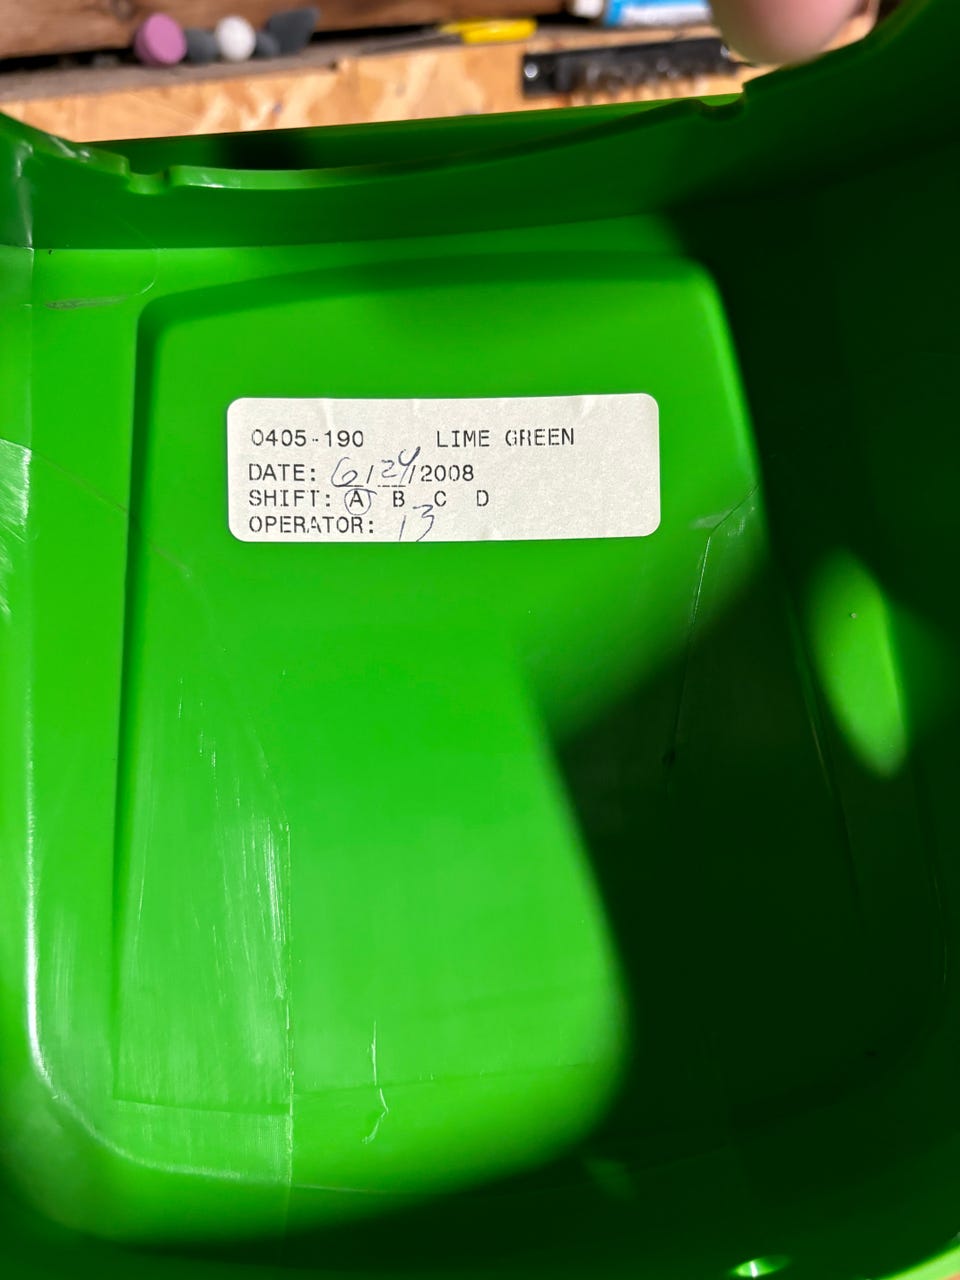 0405-190 LIME GREEN
DATE: 6/24/2008
SHIFT: A B C D
OPERATOR: 13